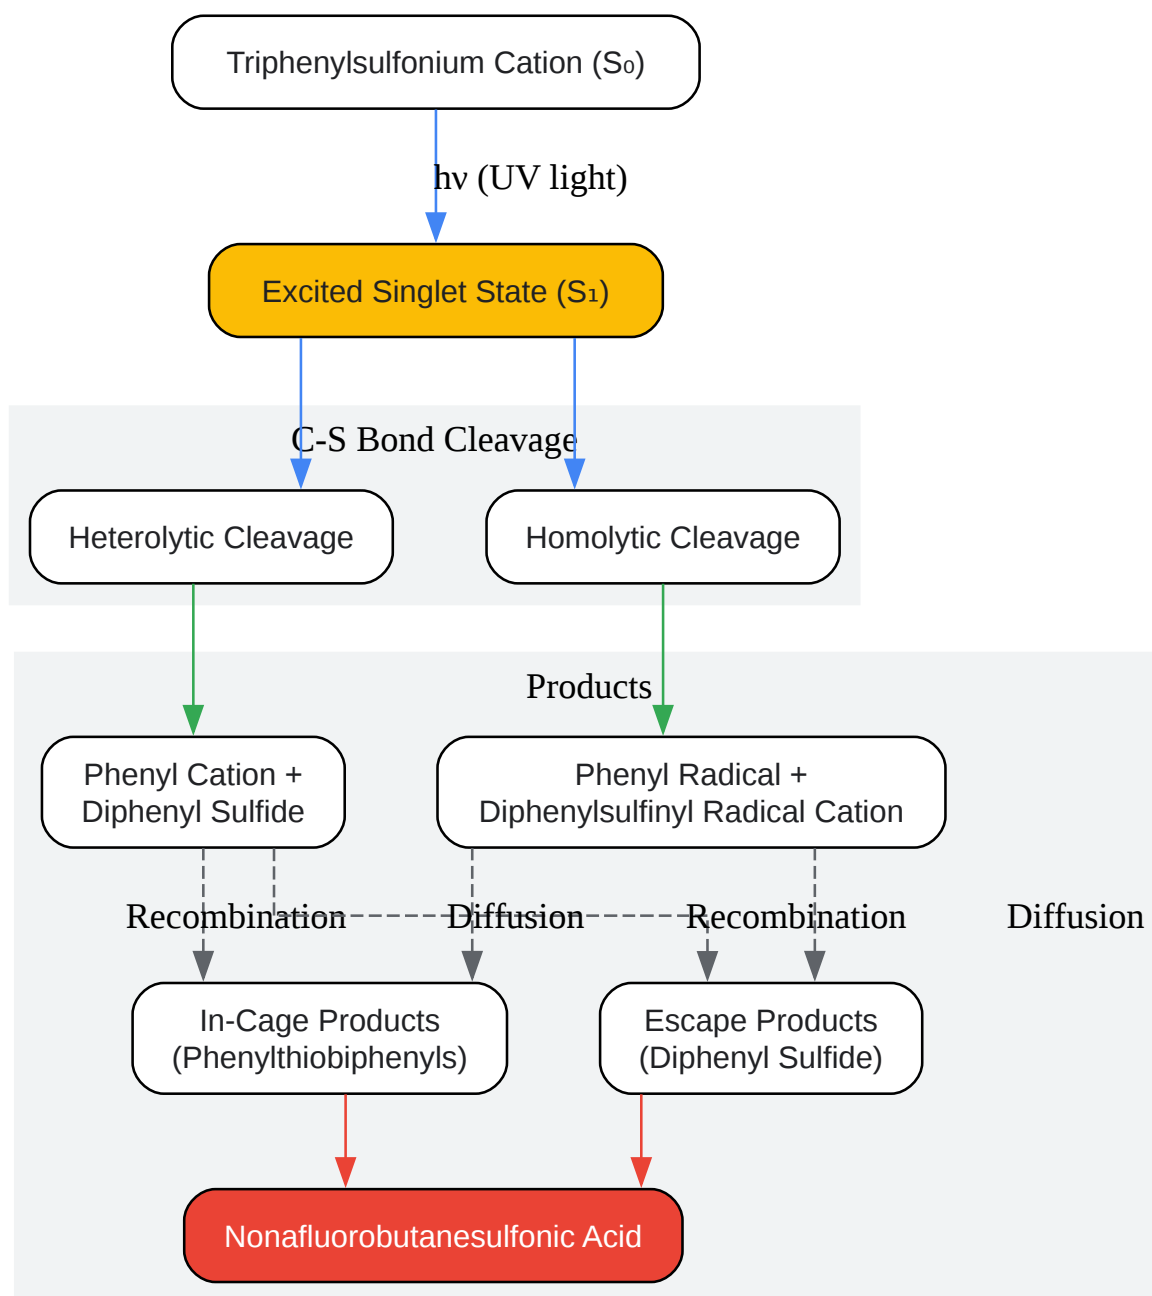 Triphenylsulfonium Cation (S₀)
hν (UV light)
Excited Singlet State (S₁)
C-S Bond Cleavage
Heterolytic Cleavage
Homolytic Cleavage
Products
Phenyl Cation +
Diphenyl Sulfide
Phenyl Radical +
Diphenylsulfinyl Radical Cation
Recombination
Diffusion
Recombination
Diffusion
In-Cage Products
(Phenylthiobiphenyls)
Escape Products
(Diphenyl Sulfide)
Nonafluorobutanesulfonic Acid